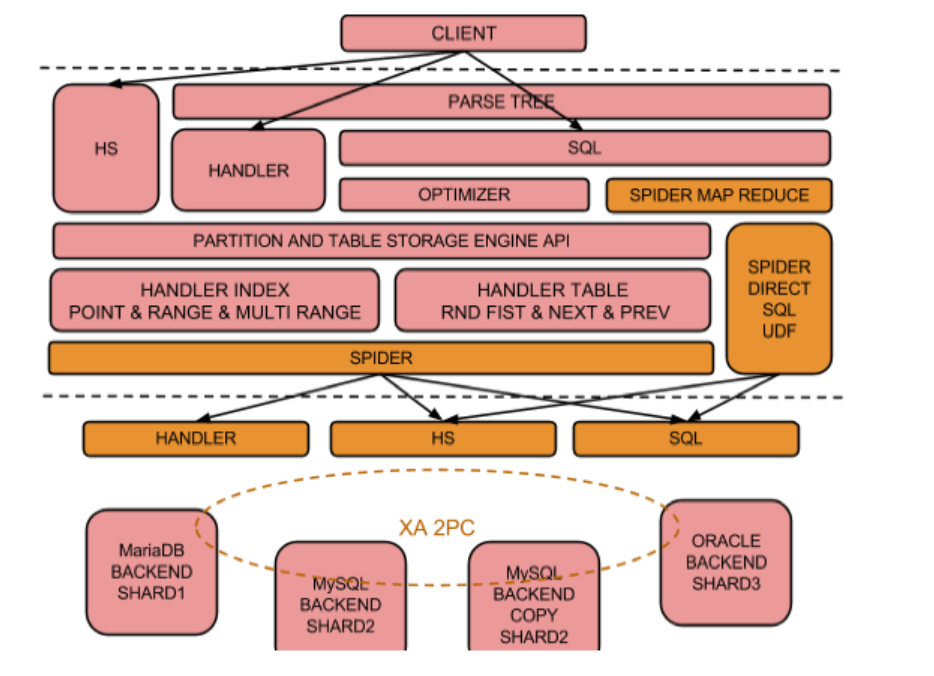 CLIENT
PARSE TREE
HS
HANDLER
SQL
OPTIMIZER
SPIDER MAP REDUCE
PARTITION AND TABLE STORAGE ENGINE API
SPIDER
DIRECT
SQL
UDF
HANDLER INDEX
POINT & RANGE & MULTI RANGE
HANDLER TABLE
RND FIST & NEXT & PREV
SPIDER
HANDLER
HS
SQL
XA 2PC
MariaDB
BACKEND
SHARD1
MySQL
BACKEND
SHARD2
MySQL
BACKEND
COPY
SHARD2
ORACLE
BACKEND
SHARD3